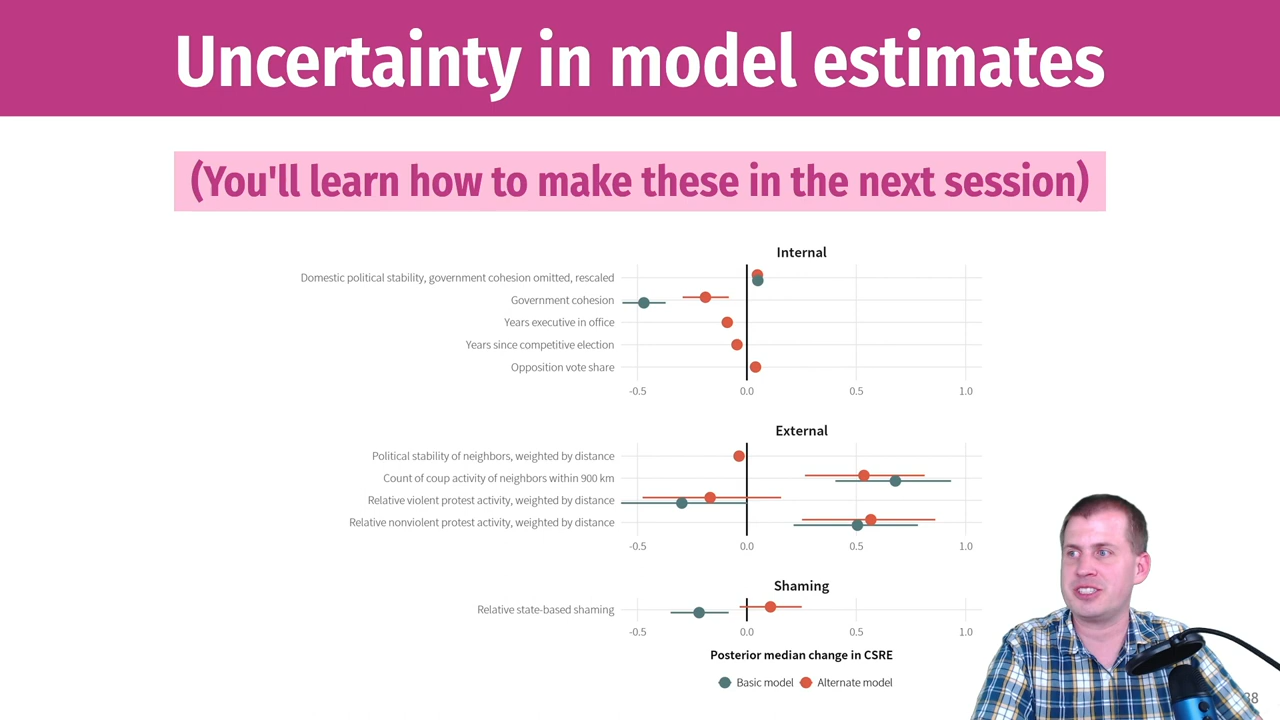 Uncertainty in model estimates
(You'll learn how to make these in the next session)
Internal
Domestic political stability, government cohesion omitted, rescaled
Government cohesion
Years executive in office
Years since competitive election
Opposition vote share
-0.5 0.0 0.5 1.0
External
Political stability of neighbors, weighted by distance
Count of coup activity of neighbors within 900 km
Relative violent protest activity, weighted by distance
Relative nonviolent protest activity, weighted by distance
-0.5 0.0 0.5 1.0
Shaming
Relative state-based shaming
-0.5 0.0 0.5 1.0
Posterior median change in CSRE
Basic model Alternate model